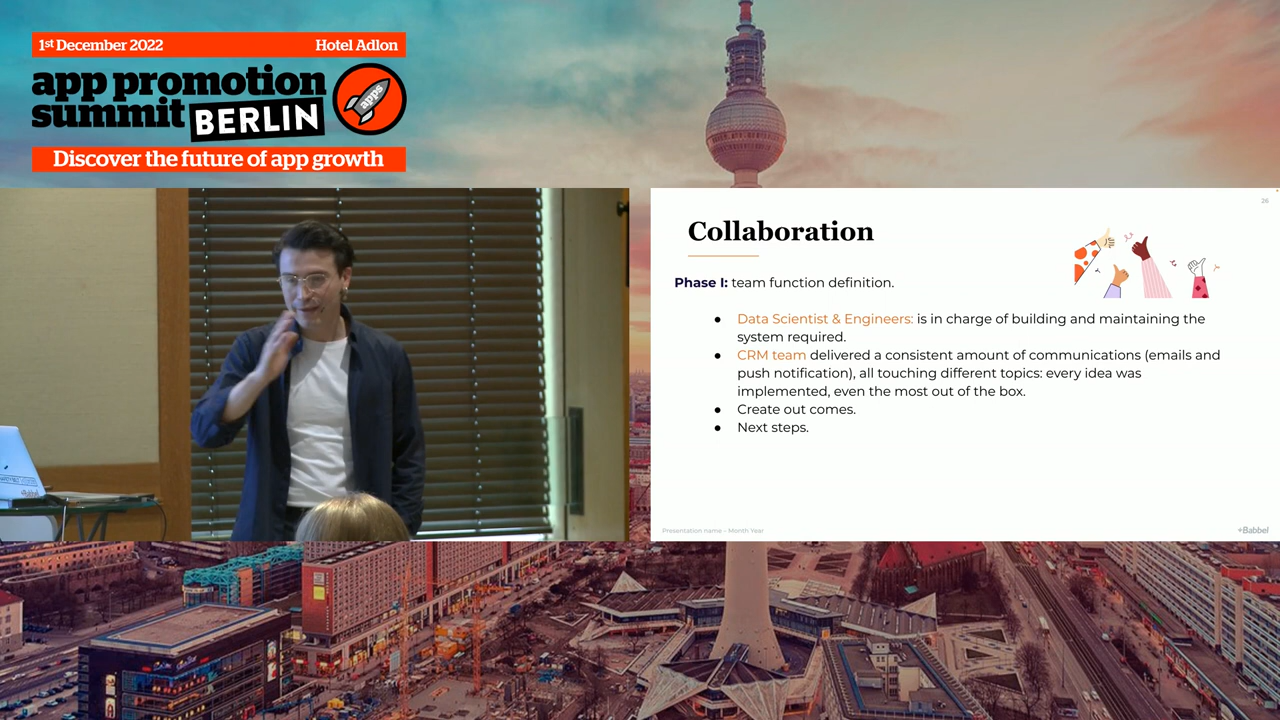 1st December 2022
Hotel Adlon
app promotion
summit BERLIN
apps
Discover the future of app growth
26
Collaboration
Phase I: team function definition.
● Data Scientist & Engineers: is in charge of building and maintaining the
system required.
● CRM team delivered a consistent amount of communications (emails and
push notification), all touching different topics: every idea was
implemented, even the most out of the box.
● Create out comes.
● Next steps.
Presentation name – Month Year
+Babbel